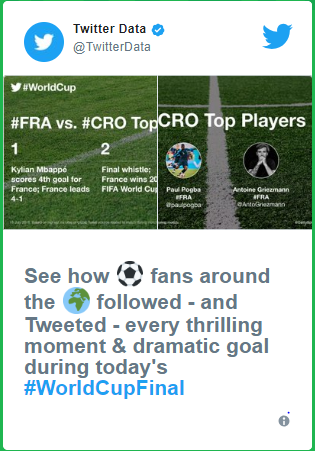 Twitter Data
@TwitterData
#WorldCup
#FRA vs. #CRO Top
CRO Top Players
1
2
Kylian Mbappé
scores 4th goal for
France; France leads
4-1
Final whistle;
France wins 20
FIFA World Cup
Paul Pogba
#FRA
@paulpogba
Antoine Griezmann
#FRA
@AntoGriezmann
See how ⚽ fans around
the 🌍 followed - and
Tweeted - every thrilling
moment & dramatic goal
during today's
#WorldCupFinal